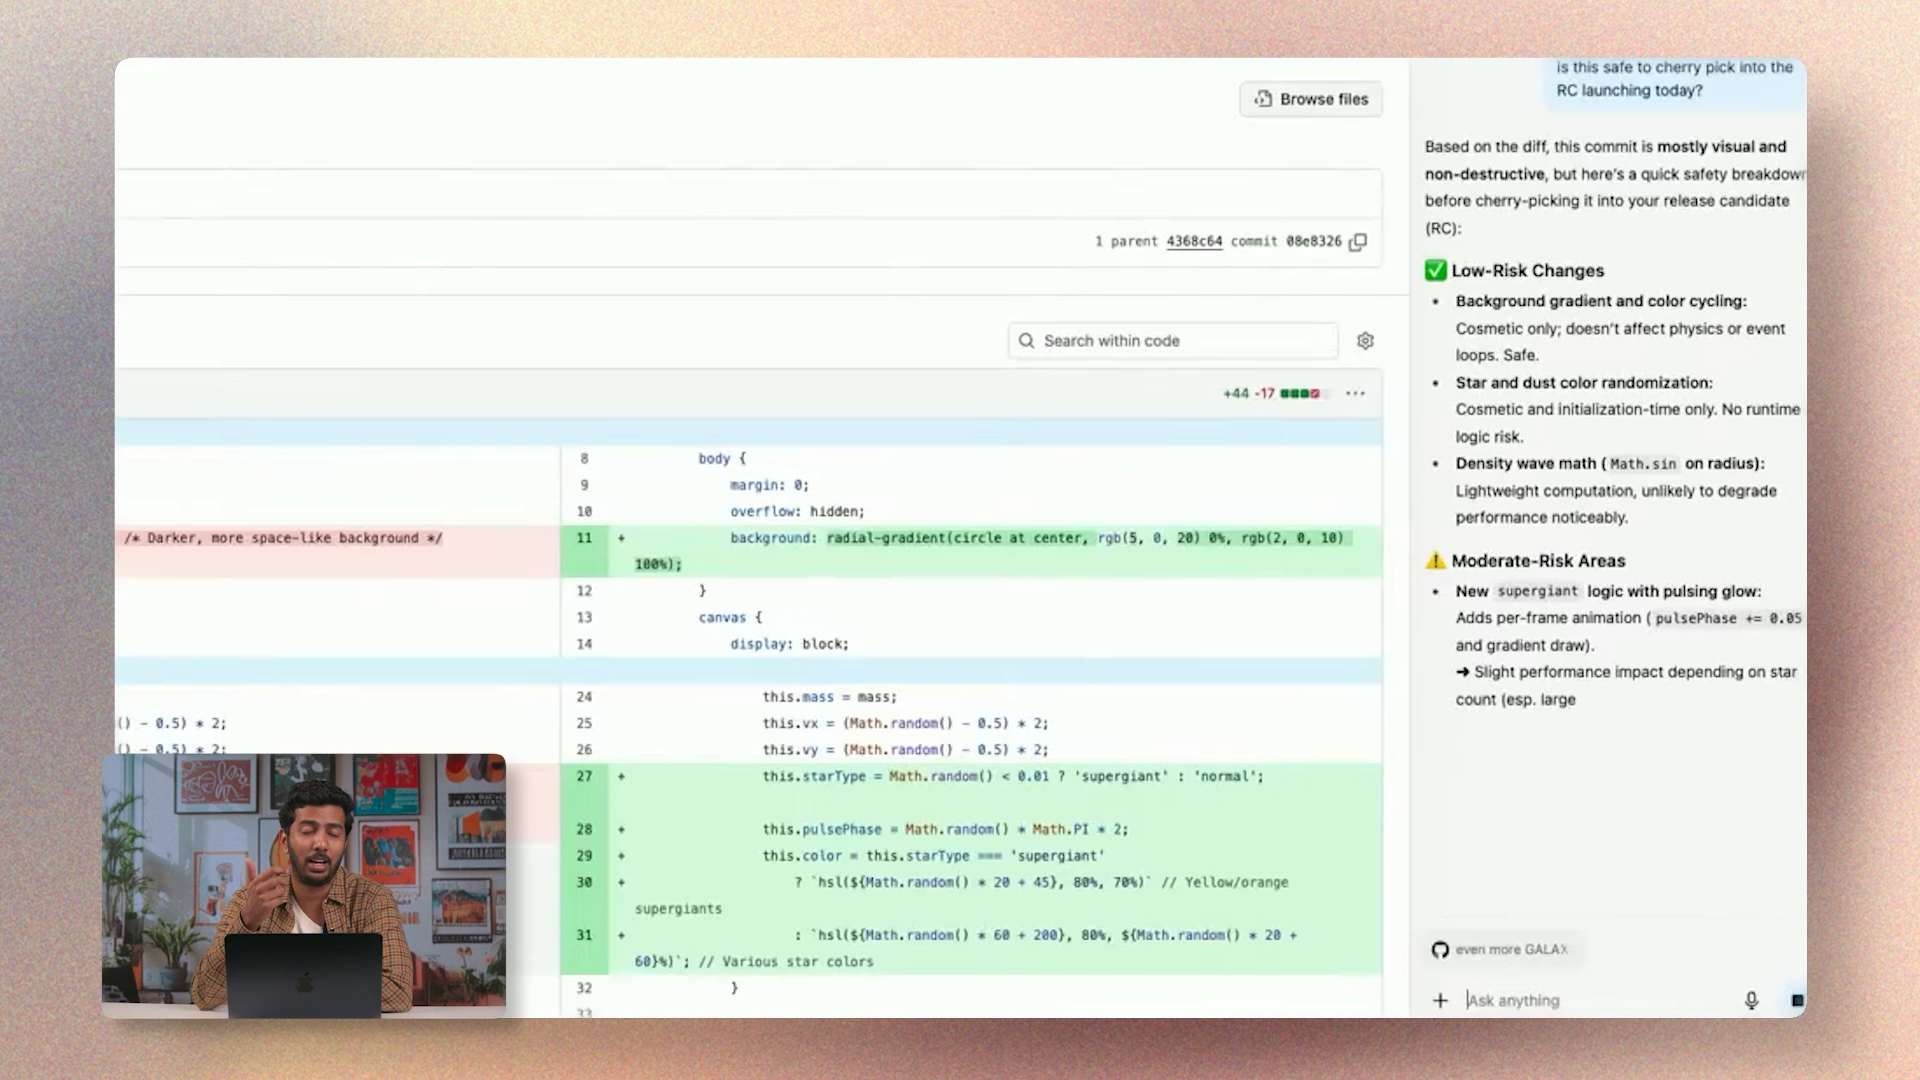 Browse files
1 parent 4368c64 commit 08e8326
Search within code
+44 -17
/* Darker, more space-like background */
() - 0.5) * 2;
() - 0.5) * 2;
8 body {
9 margin: 0;
10 overflow: hidden;
11 + background: radial-gradient(circle at center, rgb(5, 0, 20) 0%, rgb(2, 0, 10)
100%);
12 }
13 canvas {
14 display: block;
24 this.mass = mass;
25 this.vx = (Math.random() - 0.5) * 2;
26 this.vy = (Math.random() - 0.5) * 2;
27 + this.starType = Math.random() < 0.01 ? 'supergiant' : 'normal';
28 + this.pulsePhase = Math.random() * Math.PI * 2;
29 + this.color = this.starType === 'supergiant'
30 + ? `hsl(${Math.random() * 20 + 45}, 80%, 70%)` // Yellow/orange
supergiants
31 + : `hsl(${Math.random() * 60 + 200}, 80%, ${Math.random() * 20 +
60}%)`; // Various star colors
32 }
33
is this safe to cherry pick into the
RC launching today?
Based on the diff, this commit is mostly visual and
non-destructive, but here's a quick safety breakdown
before cherry-picking it into your release candidate
(RC):
✅ Low-Risk Changes
• Background gradient and color cycling:
Cosmetic only; doesn't affect physics or event
loops. Safe.
• Star and dust color randomization:
Cosmetic and initialization-time only. No runtime
logic risk.
• Density wave math (Math.sin on radius):
Lightweight computation, unlikely to degrade
performance noticeably.
⚠️ Moderate-Risk Areas
• New supergiant logic with pulsing glow:
Adds per-frame animation (pulsePhase += 0.05
and gradient draw).
➜ Slight performance impact depending on star
count (esp. large
even more GALAX
Ask anything